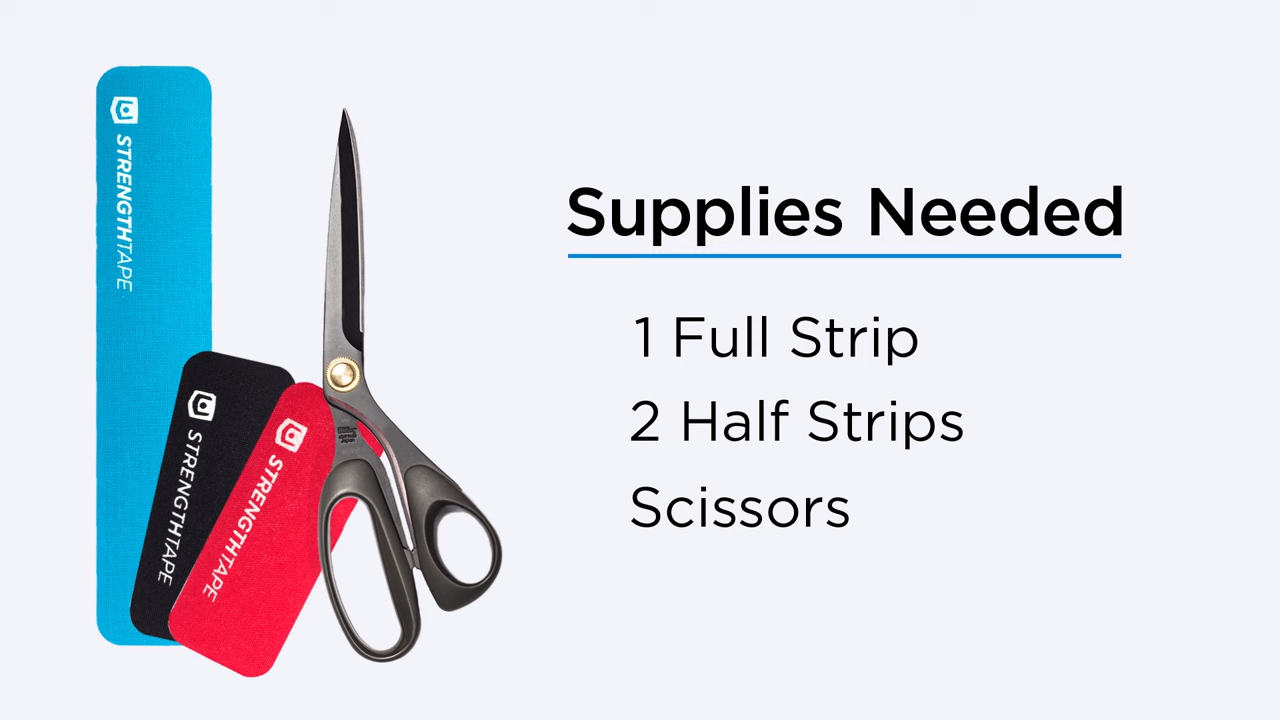 STRENGTHTAPE
STRENGTHTAPE
STRENGTHTAPE
Supplies Needed
1 Full Strip
2 Half Strips
Scissors